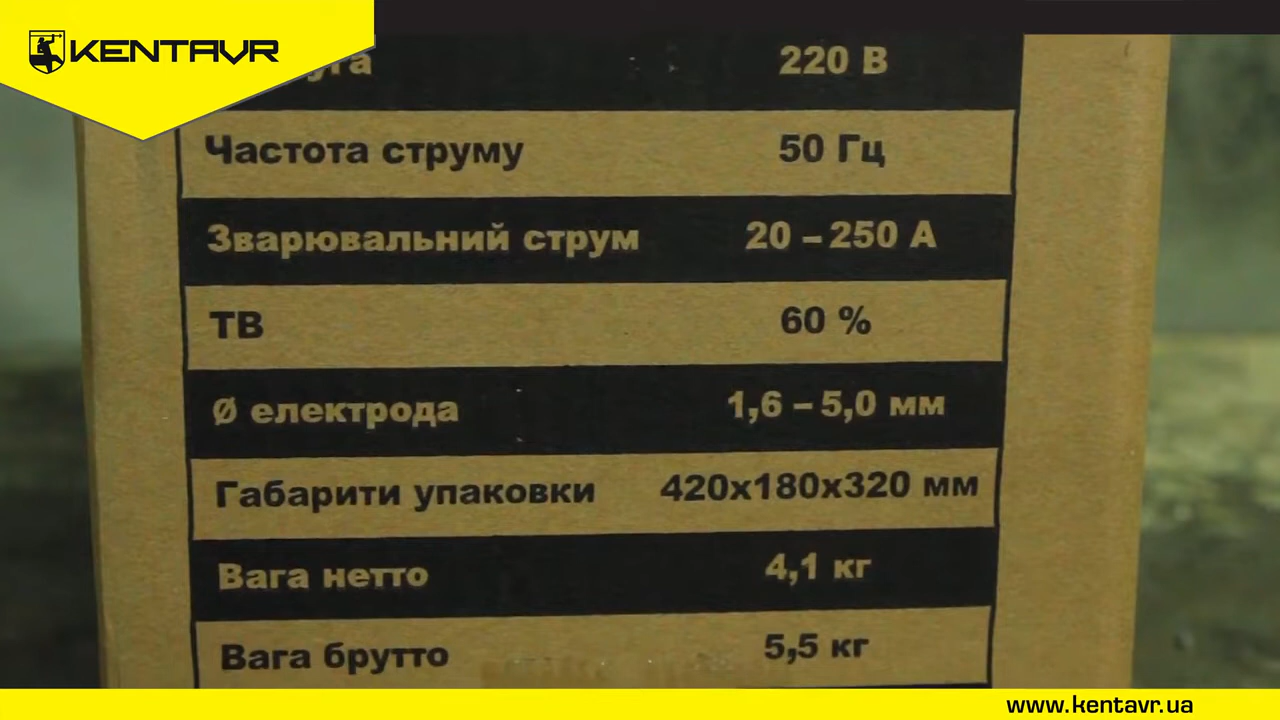 KENTAVR
220 В
Частота струму 50 Гц
Зварювальний струм 20 – 250 А
ТВ 60 %
Ø електрода 1,6 – 5,0 мм
Габарити упаковки 420х180х320 мм
Вага нетто 4,1 кг
Вага брутто 5,5 кг
www.kentavr.ua